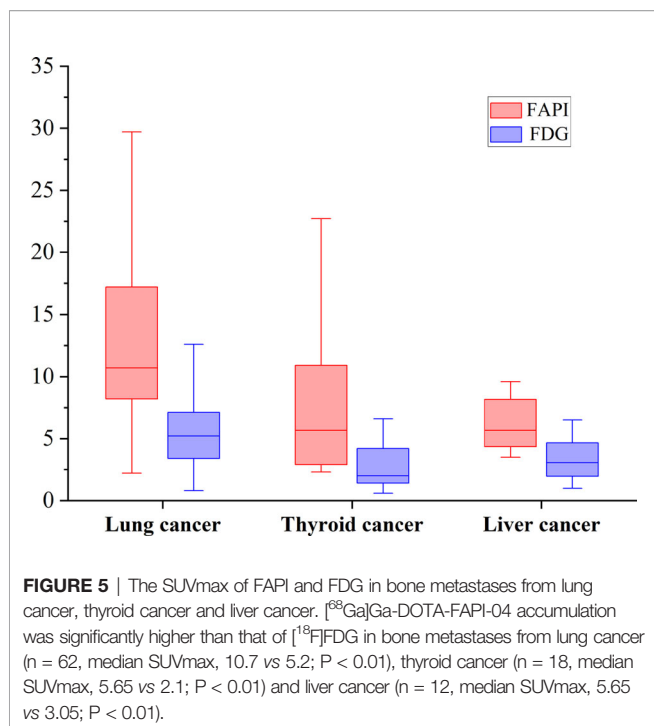 35
30
25
20
15
10
5
0
FAPI
FDG
Lung cancer Thyroid cancer Liver cancer
FIGURE 5 | The SUVmax of FAPI and FDG in bone metastases from lung
cancer, thyroid cancer and liver cancer. [⁶⁸Ga]Ga-DOTA-FAPI-04 accumulation
was significantly higher than that of [¹⁸F]FDG in bone metastases from lung cancer
(n = 62, median SUVmax, 10.7 vs 5.2; P < 0.01), thyroid cancer (n = 18, median
SUVmax, 5.65 vs 2.1; P < 0.01) and liver cancer (n = 12, median SUVmax, 5.65
vs 3.05; P < 0.01).